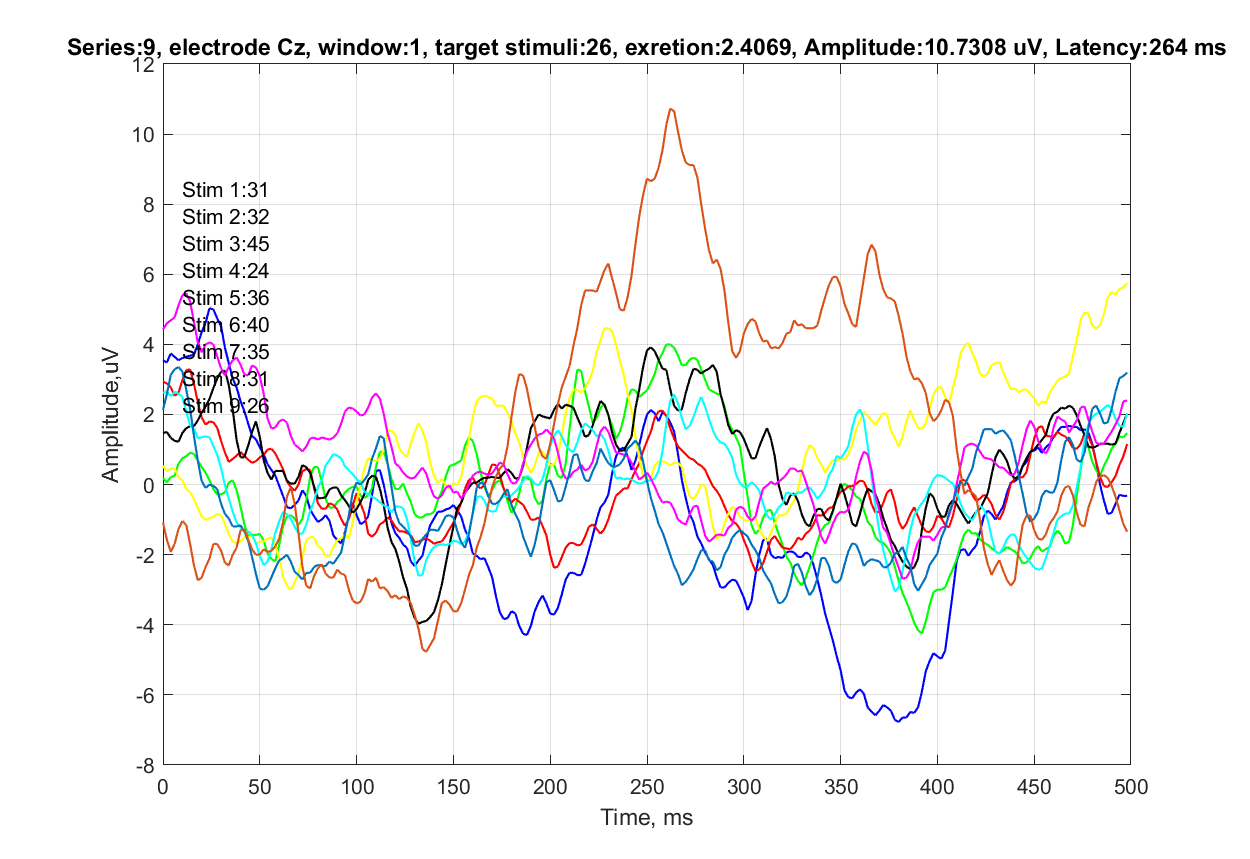 Series:9, electrode Cz, window:1, target stimuli:26, exretion:2.4069, Amplitude:10.7308 uV, Latency:264 ms
12
10
8
6
4
2
0
-2
-4
-6
-8
Amplitude,uV
Stim 1:31
Stim 2:32
Stim 3:45
Stim 4:24
Stim 5:36
Stim 6:40
Stim 7:35
Stim 8:31
Stim 9:26
0 50 100 150 200 250 300 350 400 450 500
Time, ms